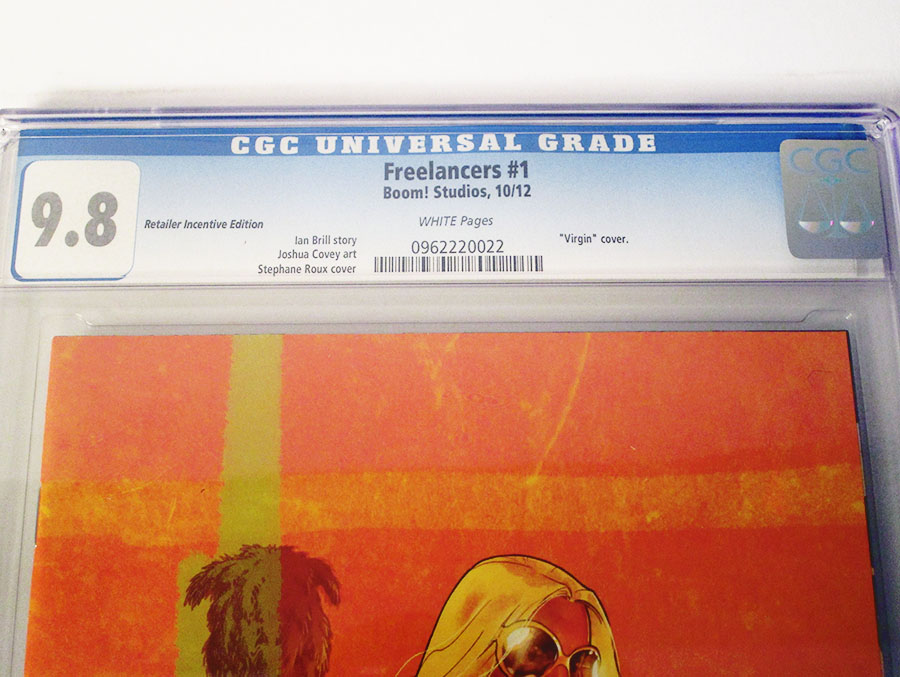 CGC UNIVERSAL GRADE
9.8
Freelancers #1
Boom! Studios, 10/12
CGC
Retailer Incentive Edition
WHITE Pages
Ian Brill story
Joshua Covey art
Stephane Roux cover
0962220022
"Virgin" cover.